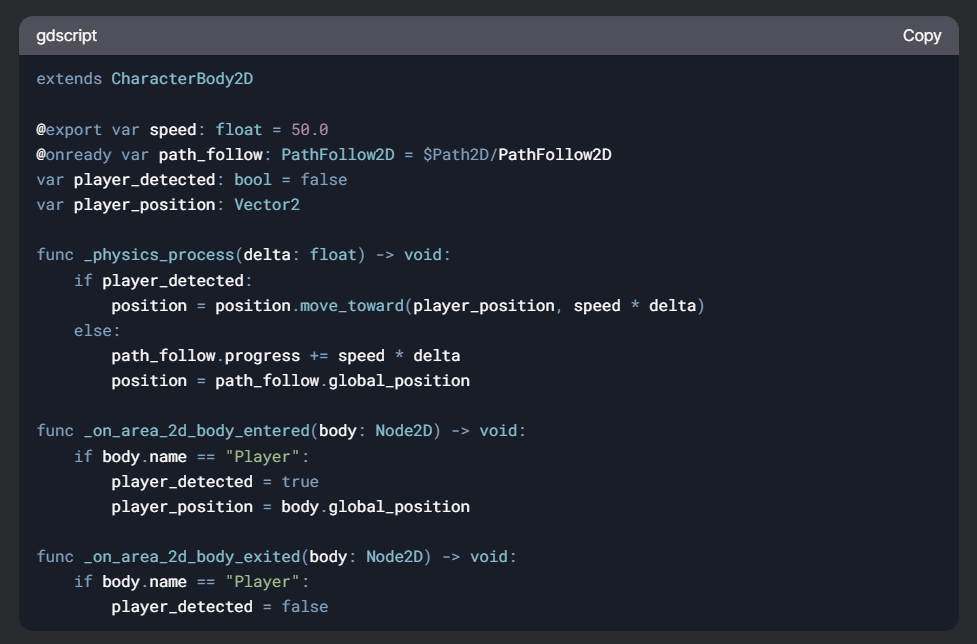 gdscript
Copy
extends CharacterBody2D
@export var speed: float = 50.0
@onready var path_follow: PathFollow2D = $Path2D/PathFollow2D
var player_detected: bool = false
var player_position: Vector2
func _physics_process(delta: float) -> void:
    if player_detected:
        position = position.move_toward(player_position, speed * delta)
    else:
        path_follow.progress += speed * delta
        position = path_follow.global_position
func _on_area_2d_body_entered(body: Node2D) -> void:
    if body.name == "Player":
        player_detected = true
        player_position = body.global_position
func _on_area_2d_body_exited(body: Node2D) -> void:
    if body.name == "Player":
        player_detected = false